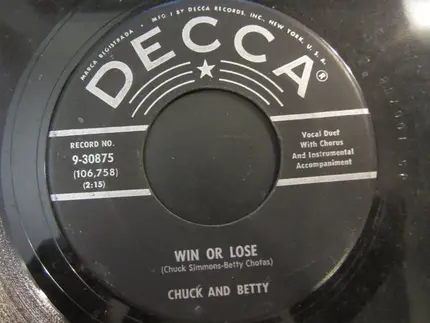 MARCA REGISTRADA · MFG'D BY DECCA RECORDS, INC., NEW YORK, U.S.A.
DECCA®
RECORD NO.
9-30875
(106,758)
(2:15)
Vocal Duet
With Chorus
And Instrumental
Accompaniment
WIN OR LOSE
(Chuck Simmons-Betty Chotas)
CHUCK AND BETTY